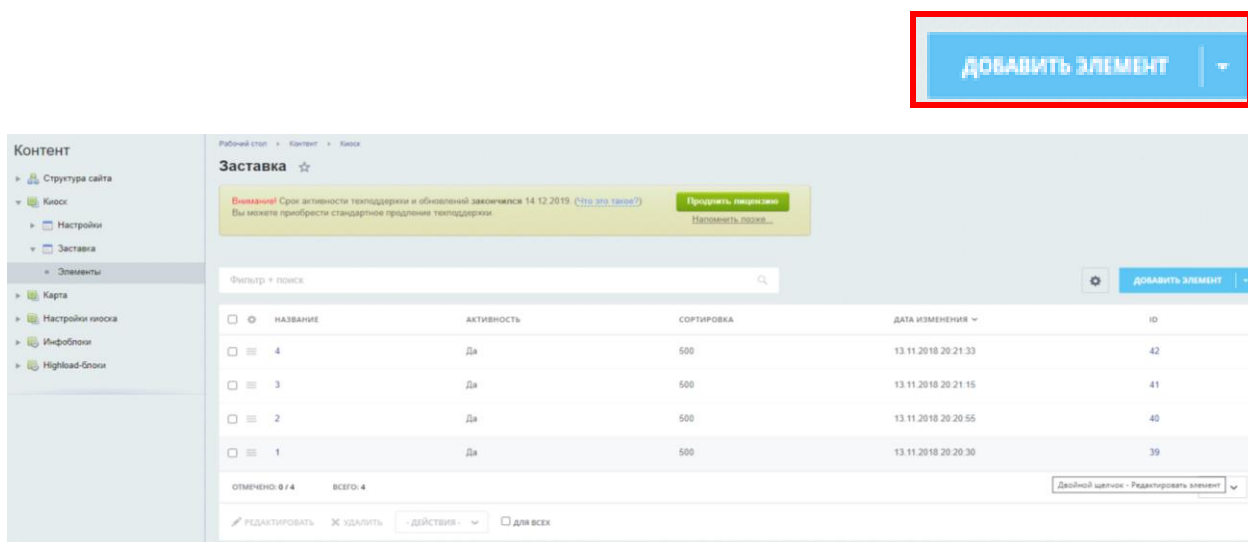 ДОБАВИТЬ ЭЛЕМЕНТ
Контент
Структура сайта
Киоск
Настройки
Заставка
Элементы
Карта
Настройки киоска
Инфоблоки
Highload-блоки
Рабочий стол Контент Киоск
Заставка
Внимание! Срок активности техподдержки и обновлений закончился 14.12.2019. (Что это такое?)
Вы можете приобрести стандартное продление техподдержки.
Продлить лицензию
Напомнить позже...
Фильтр + поиск
ДОБАВИТЬ ЭЛЕМЕНТ
НАЗВАНИЕ АКТИВНОСТЬ СОРТИРОВКА ДАТА ИЗМЕНЕНИЯ ID
4 Да 500 13.11.2018 20:21:33 42
3 Да 500 13.11.2018 20:21:15 41
2 Да 500 13.11.2018 20:20:55 40
1 Да 500 13.11.2018 20:20:30 39
ОТМЕЧЕНО: 0 / 4 ВСЕГО: 4
Двойной щелчок - Редактировать элемент
РЕДАКТИРОВАТЬ УДАЛИТЬ - ДЕЙСТВИЯ - ДЛЯ ВСЕХ